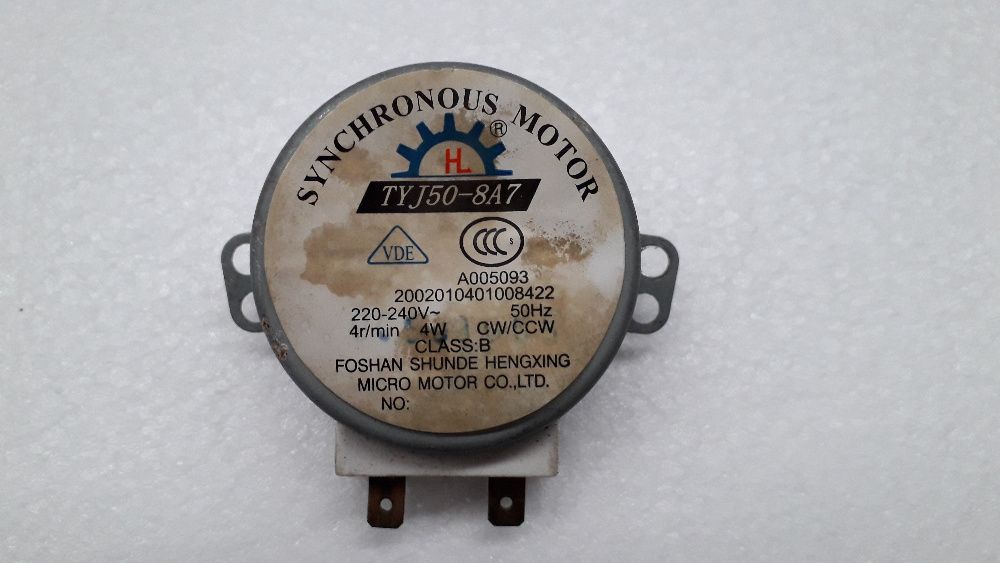 SYNCHRONOUS MOTOR
®
HL
TYJ50-8A7
VDE
CCC S
A005093
2002010401008422
220-240V~ 50Hz
4r/min 4W CW/CCW
CLASS:B
FOSHAN SHUNDE HENGXING
MICRO MOTOR CO.,LTD.
NO: